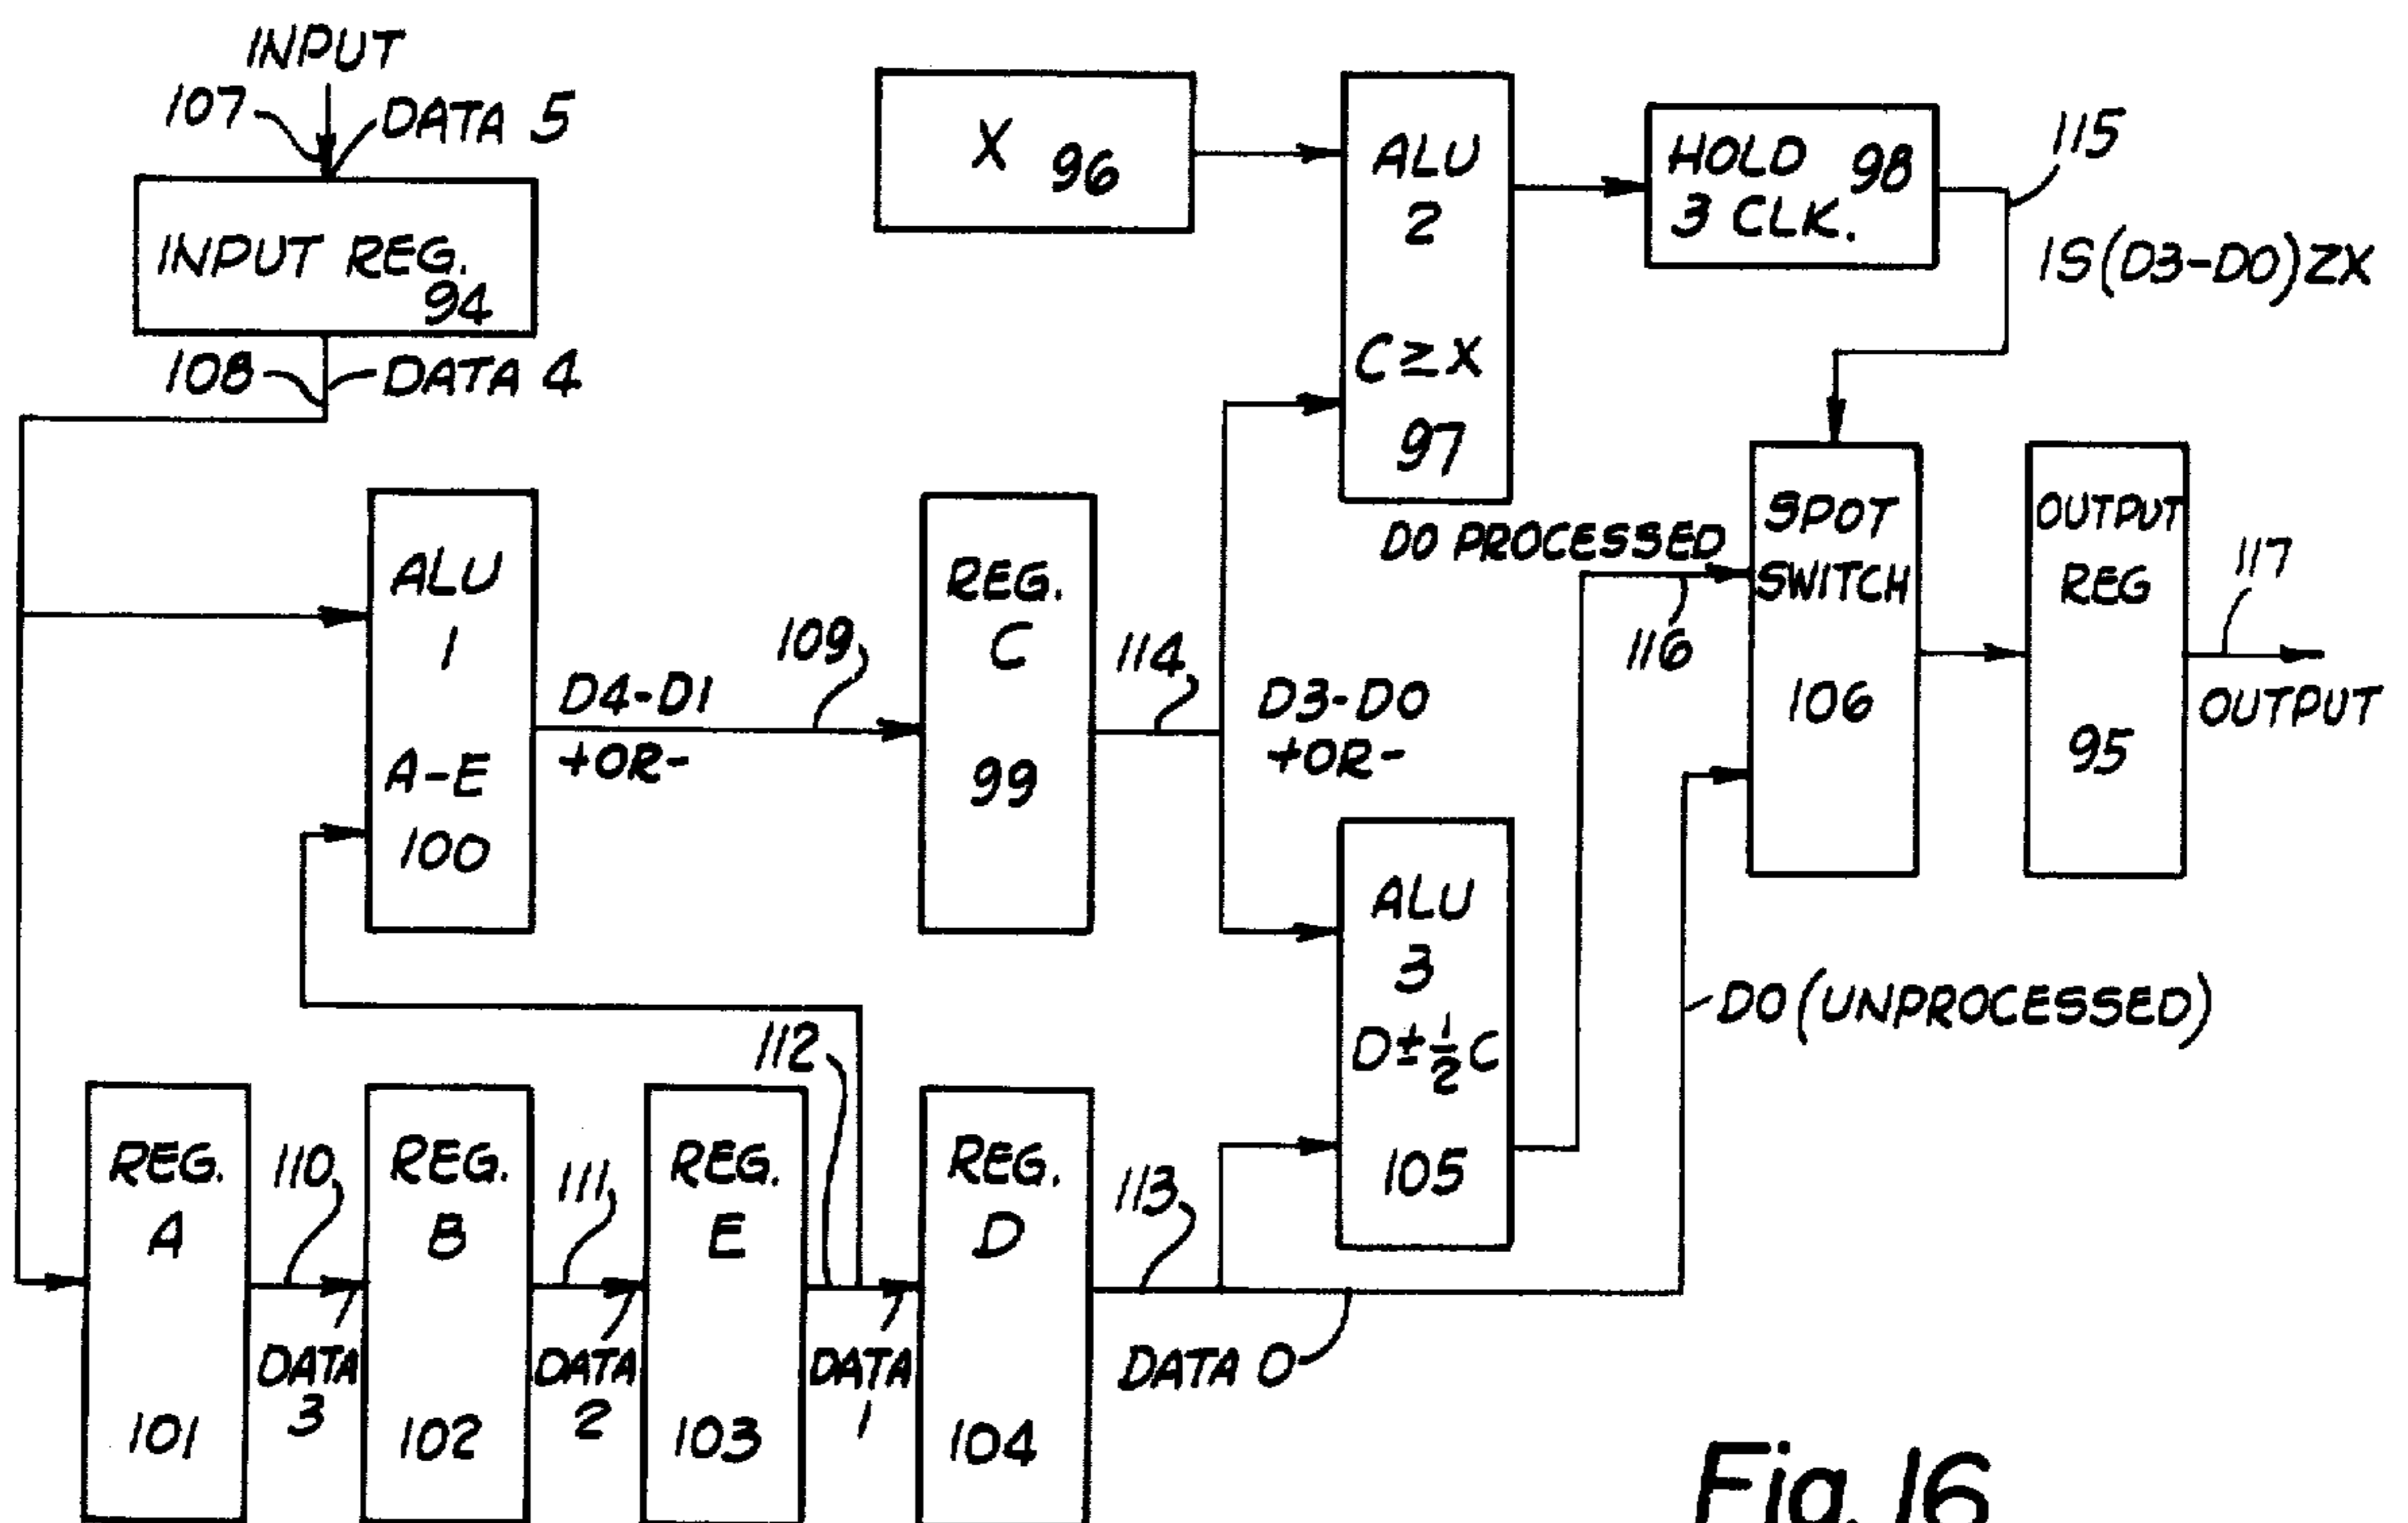 INPUT
107
DATA 5
INPUT REG.
94
108
DATA 4
X 96
ALU
2
C ≥ X
97
HOLD 98
3 CLK.
115
IS(D3-D0)ZX
ALU
1
A-E
100
D4-D1
+OR-
109
REG.
C
99
114
D3-D0
+OR-
D0 PROCESSED
116
SPOT
SWITCH
106
OUTPUT
REG
95
117
OUTPUT
ALU
3
D±½C
105
D0 (UNPROCESSED)
112
REG.
A
101
110
DATA
3
REG.
B
102
111
DATA
2
REG.
E
103
DATA
1
REG.
D
104
113
DATA 0
Fig. 16